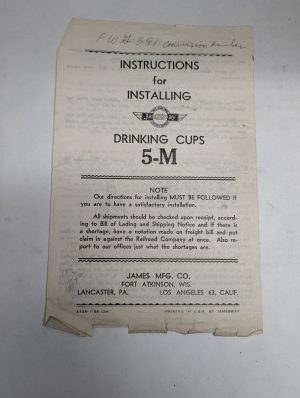 INSTRUCTIONS
for
INSTALLING
DRINKING CUPS
5-M
NOTE
Our directions for installing MUST BE FOLLOWED if
you are to have a satisfactory installation.
All shipments should be checked upon receipt, accord-
ing to Bill of Lading and Shipping Notice and if there is
a shortage, have a notation made on freight bill and put
claim in against the Railroad Company at once. Also re-
port to our offices just what the shortages are.
JAMES MFG. CO.
FORT ATKINSON, WIS.
LANCASTER, PA. LOS ANGELES 63, CALIF.
PRINTED IN U.S.A. BY JAMESWAY